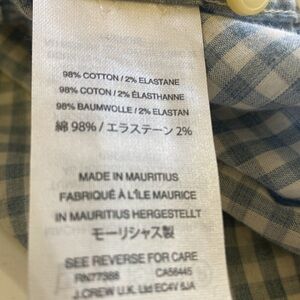 98% COTTON / 2% ELASTANE
98% COTON / 2% ÉLASTHANNE
98% BAUMWOLLE / 2% ELASTAN
綿 98% / エラステーン 2%
MADE IN MAURITIUS
FABRIQUÉ À L'ÎLE MAURICE
IN MAURITIUS HERGESTELLT
モーリシャス製
SEE REVERSE FOR CARE
RN77388 CA56445
J.CREW U.K. Ltd EC4V 6JA